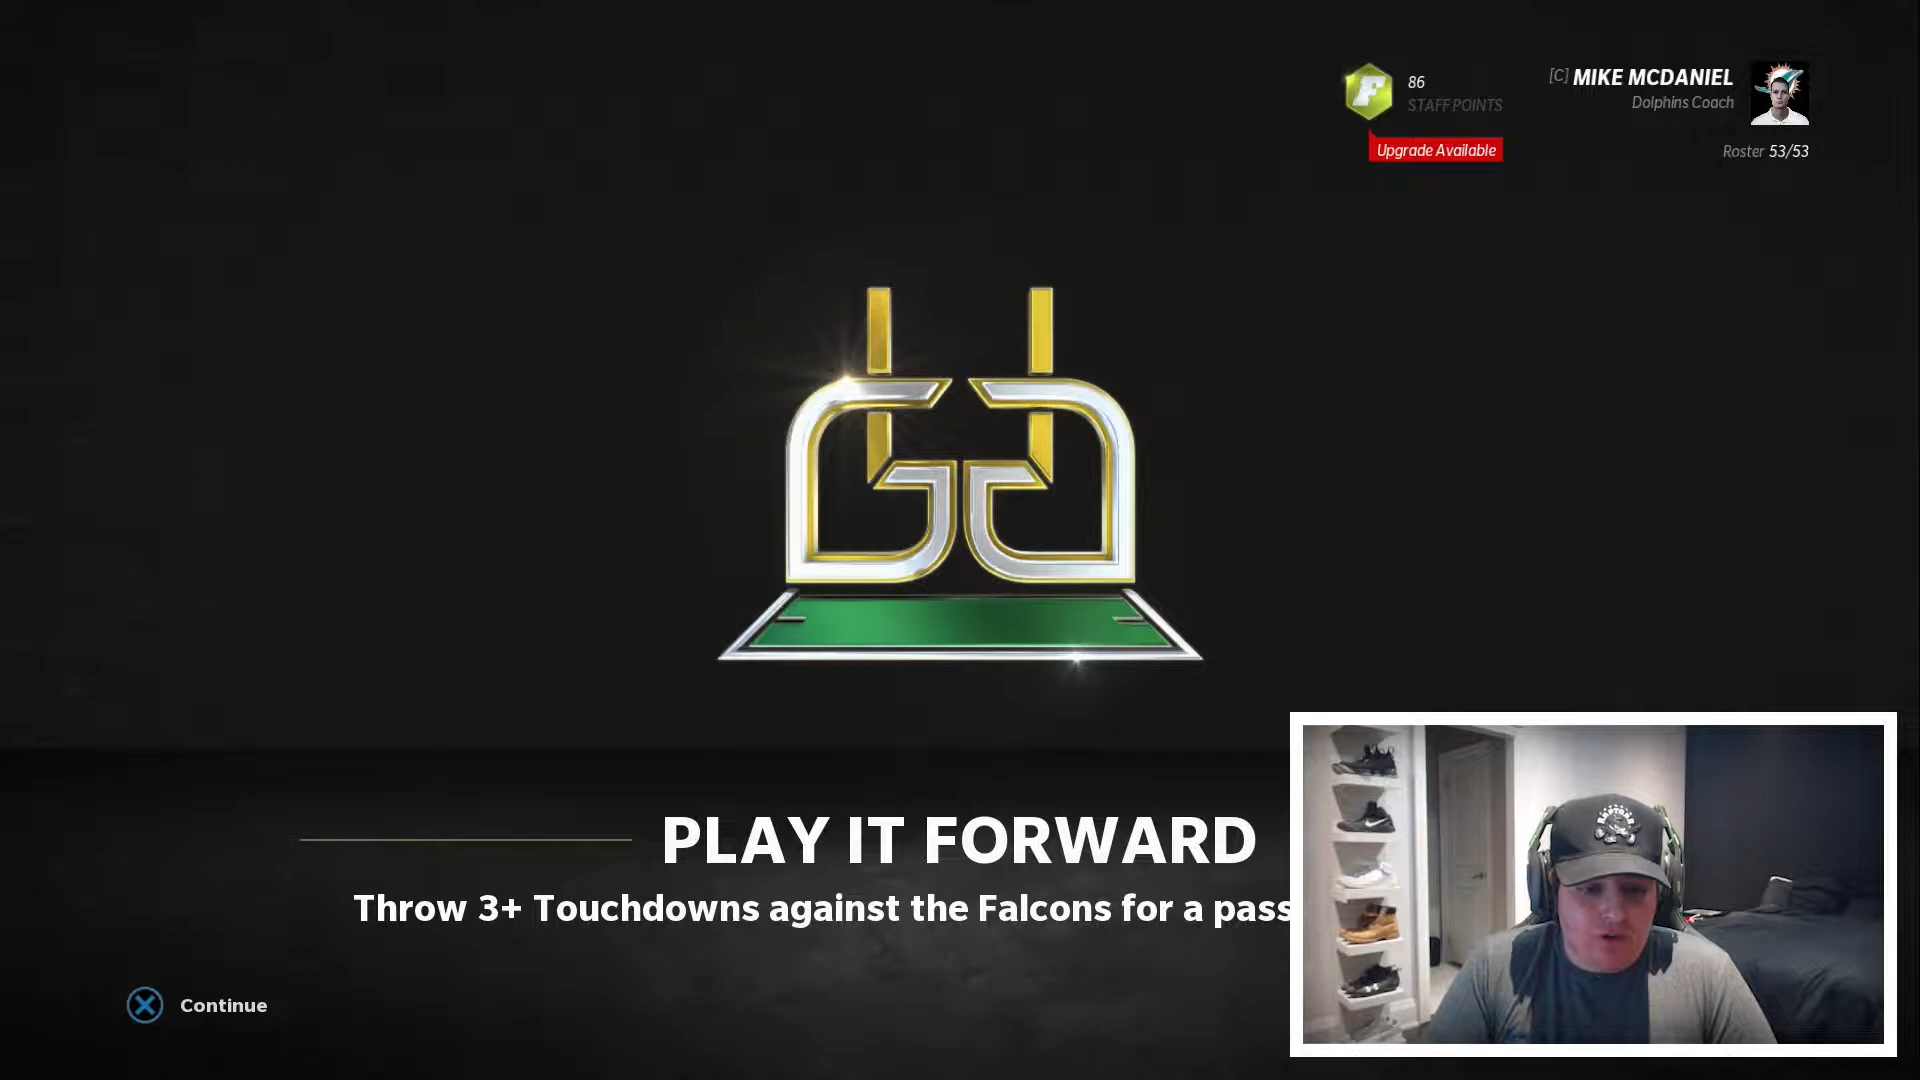 86
STAFF POINTS
Upgrade Available
[C] MIKE MCDANIEL
Dolphins Coach
Roster 53/53
PLAY IT FORWARD
Throw 3+ Touchdowns against the Falcons for a pass
Continue